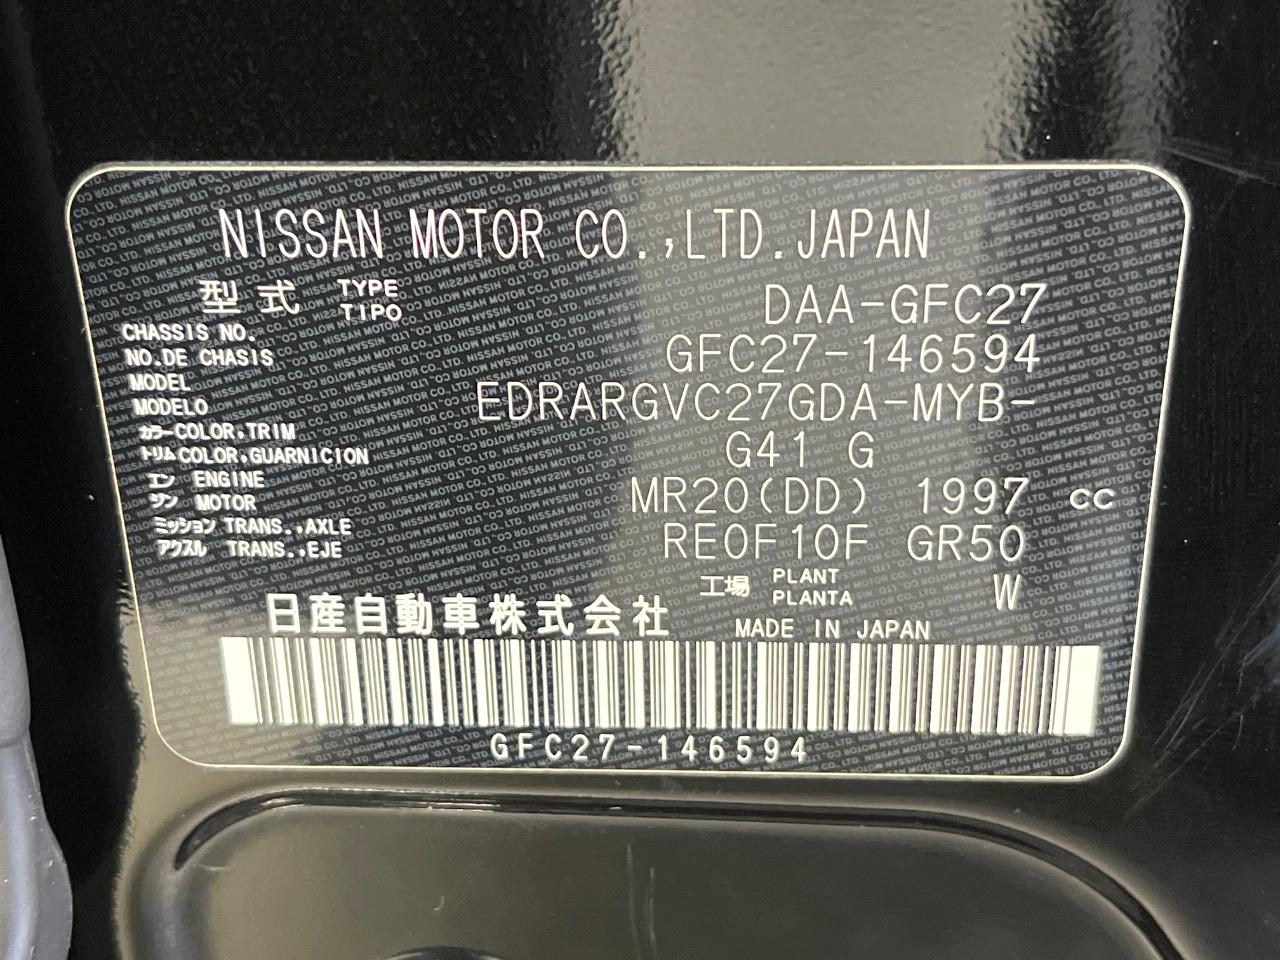 NISSAN MOTOR CO.,LTD.JAPAN
型式 TYPE TIPO DAA-GFC27
CHASSIS NO. NO.DE CHASIS GFC27-146594
MODEL MODELO EDRARGVC27GDA-MYB-
カラー COLOR,TRIM トリム COLOR,GUARNICION G41 G
エンジン ENGINE MOTOR MR20(DD) 1997 cc
ミッション TRANS.,AXLE アクスル TRANS.,EJE RE0F10F GR50
工場 PLANT PLANTA W
日産自動車株式会社 MADE IN JAPAN
GFC27-146594